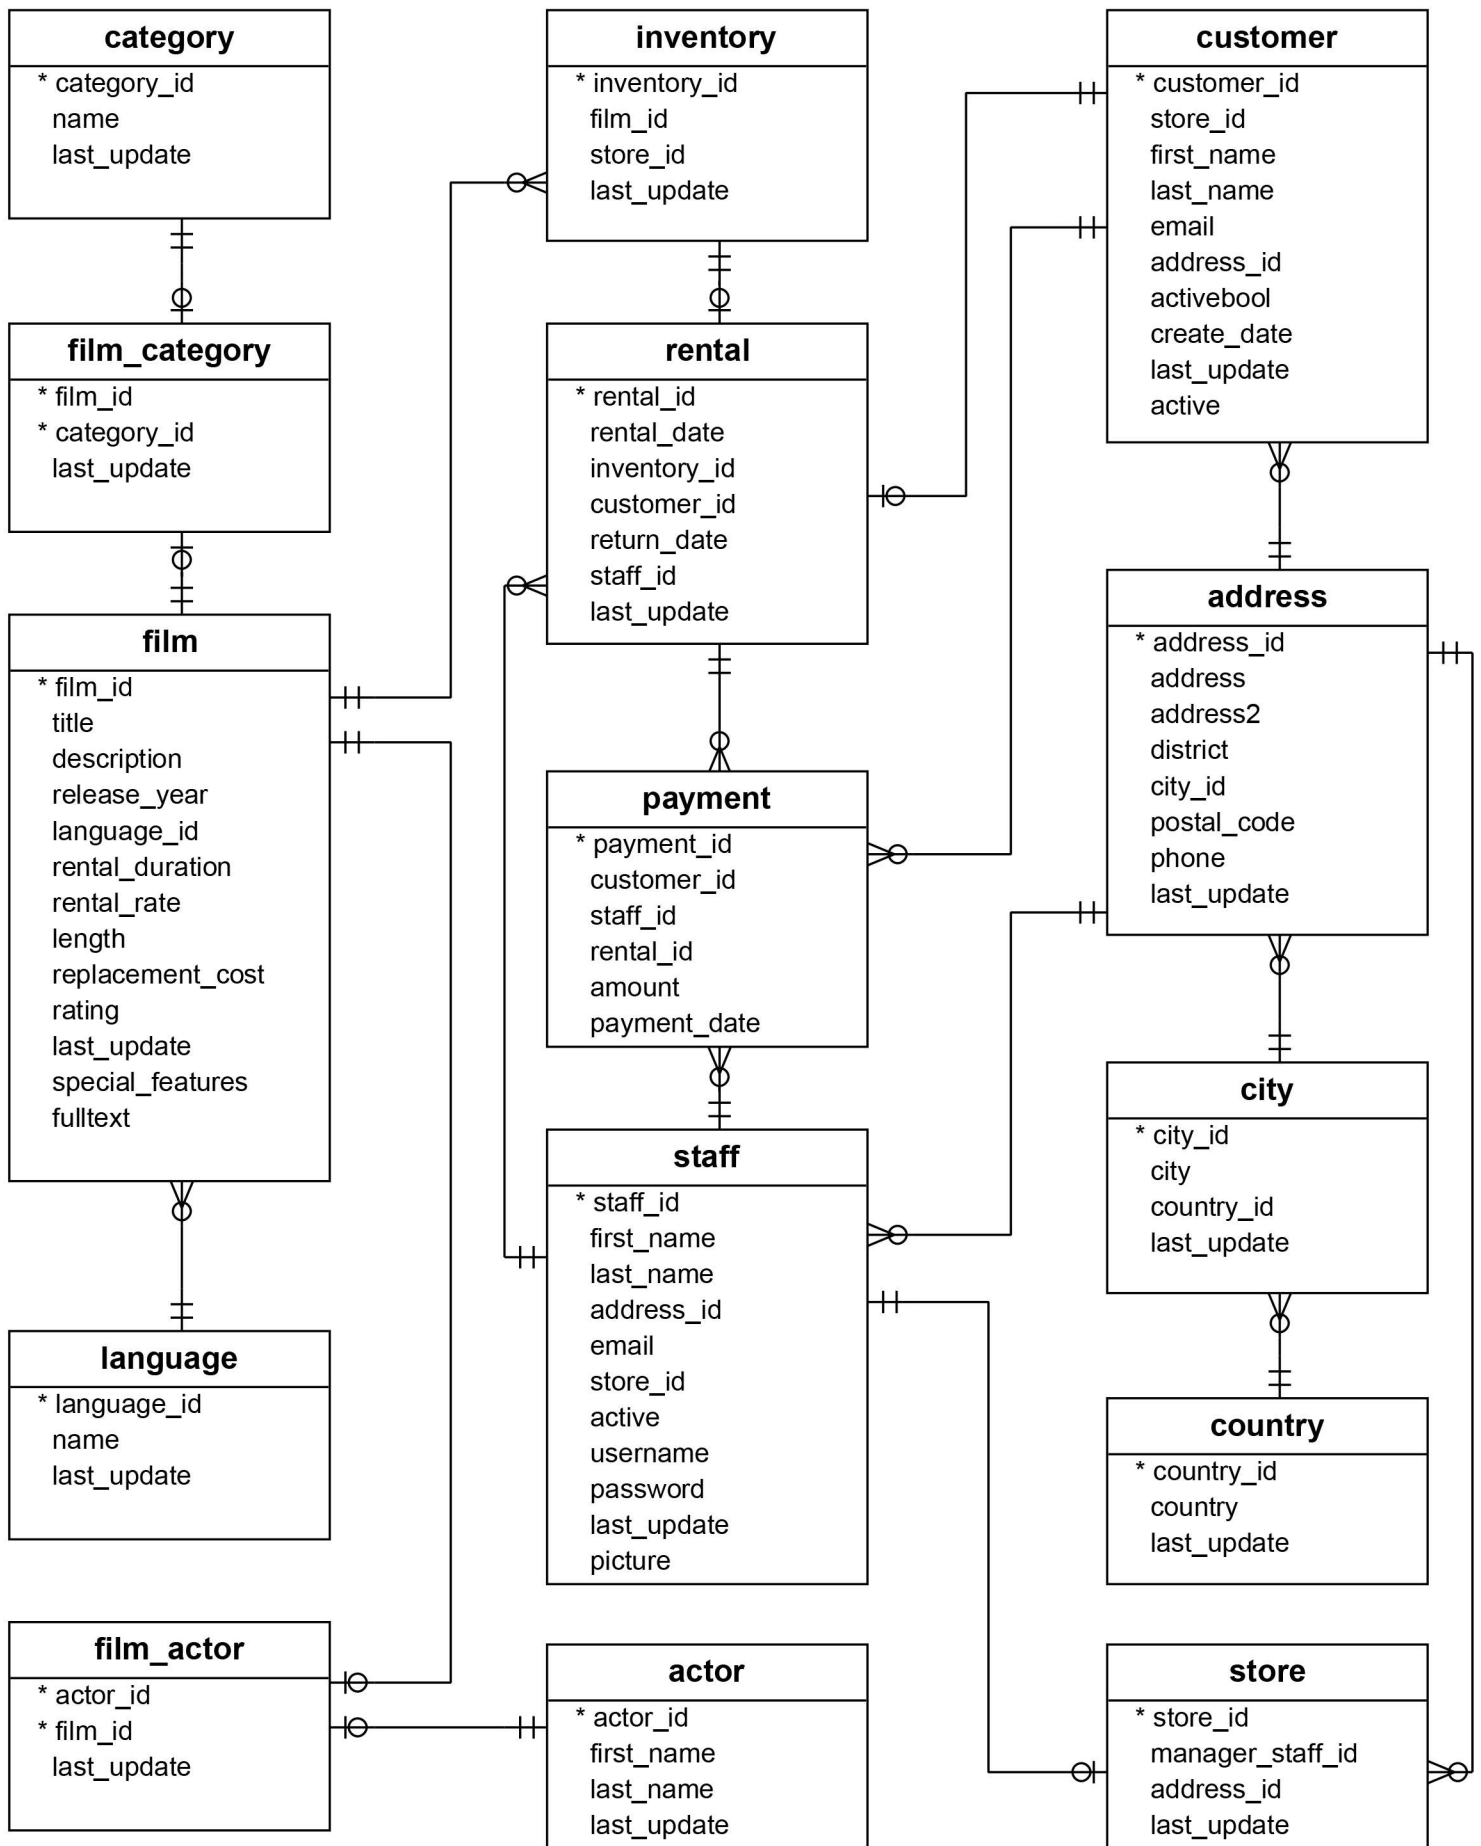 category
* category_id
name
last_update
film_category
* film_id
* category_id
last_update
film
* film_id
title
description
release_year
language_id
rental_duration
rental_rate
length
replacement_cost
rating
last_update
special_features
fulltext
language
* language_id
name
last_update
film_actor
* actor_id
* film_id
last_update
inventory
* inventory_id
film_id
store_id
last_update
rental
* rental_id
rental_date
inventory_id
customer_id
return_date
staff_id
last_update
payment
* payment_id
customer_id
staff_id
rental_id
amount
payment_date
staff
* staff_id
first_name
last_name
address_id
email
store_id
active
username
password
last_update
picture
actor
* actor_id
first_name
last_name
last_update
customer
* customer_id
store_id
first_name
last_name
email
address_id
activebool
create_date
last_update
active
address
* address_id
address
address2
district
city_id
postal_code
phone
last_update
city
* city_id
city
country_id
last_update
country
* country_id
country
last_update
store
* store_id
manager_staff_id
address_id
last_update